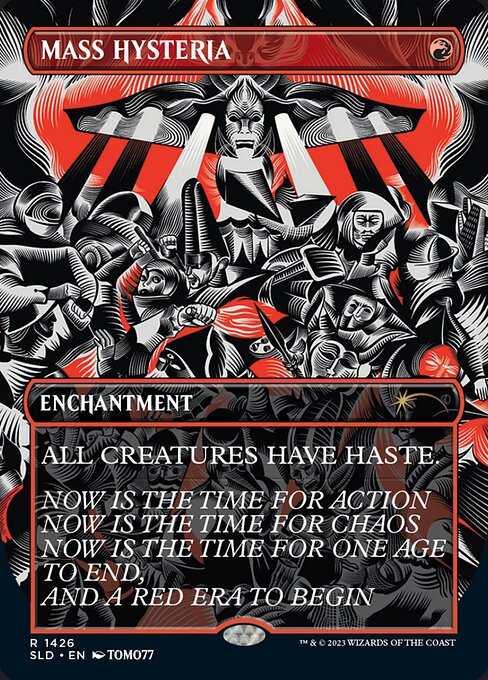 MASS HYSTERIA
ENCHANTMENT
ALL CREATURES HAVE HASTE.
NOW IS THE TIME FOR ACTION
NOW IS THE TIME FOR CHAOS
NOW IS THE TIME FOR ONE AGE
TO END,
AND A RED ERA TO BEGIN
R 1426
SLD • EN TOMO77
™ & © 2023 WIZARDS OF THE COAST